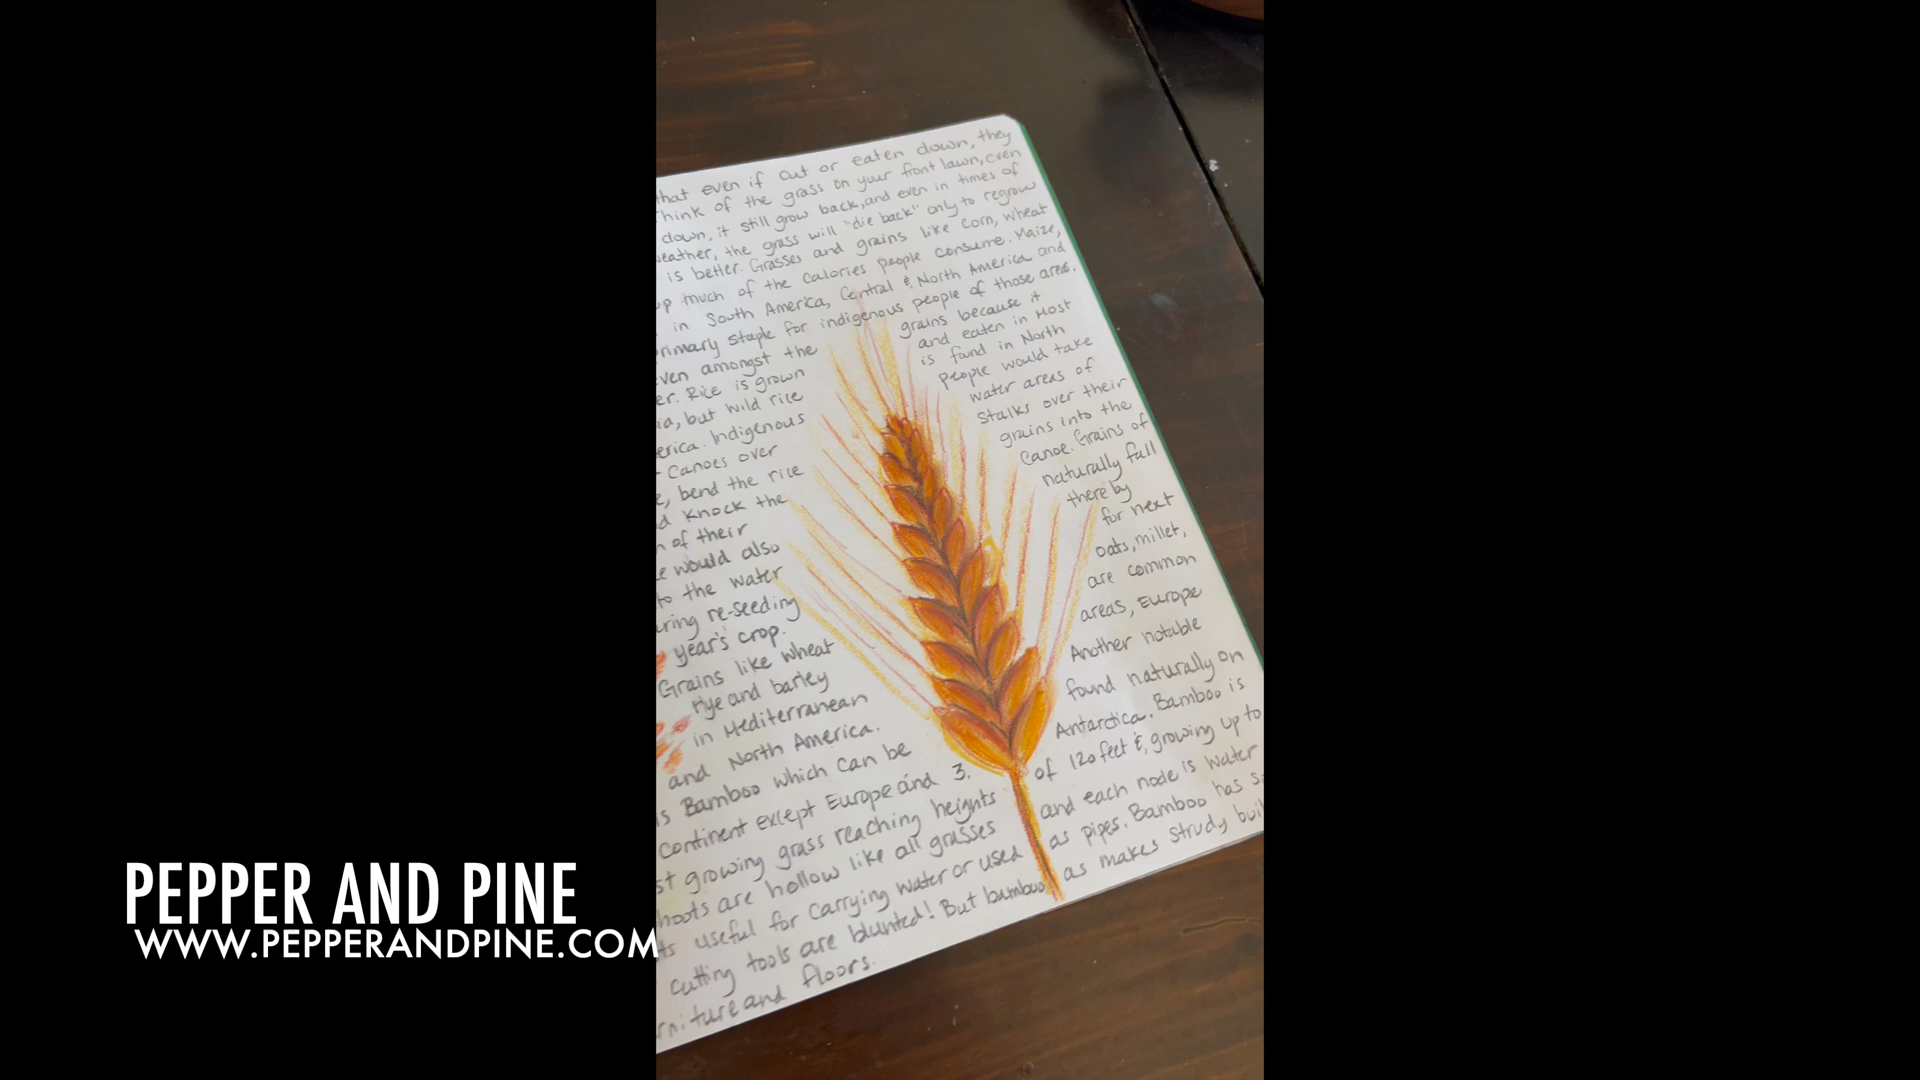 that even if cut or eaten down, they
Think of the grass on your front lawn, even
down, it still grow back, and even in times of
weather, the grass will "die back" only to regrow
is better. Grasses and grains like corn, wheat
up much of the calories people consume. Maize,
in South America, Central & North America and
primary staple for indigenous people of those areas.
even amongst the grains because it
er. Rice is grown and eaten in most
ia, but wild rice is found in North
erica. Indigenous people would take
Canoes over water areas of
e, bend the rice stalks over their
d knock the grains into the
n of their canoe. Grains of
e would also naturally fall
to the water there by
uring re-seeding for next
year's crop. oats, millet,
Grains like wheat are common
rye and barley areas, Europe
in Mediterranean Another notable
and North America. found naturally on
is Bamboo which can be Antarctica. Bamboo is
continent except Europe and 3. of 120 feet &, growing up to
st growing grass reaching heights and each node is water
hoots are hollow like all grasses as pipes. Bamboo has s
ts useful for carrying water or used as makes strudy buil
cutting tools are blunted! But bamboo
rniture and floors.
PEPPER AND PINE
WWW.PEPPERANDPINE.COM